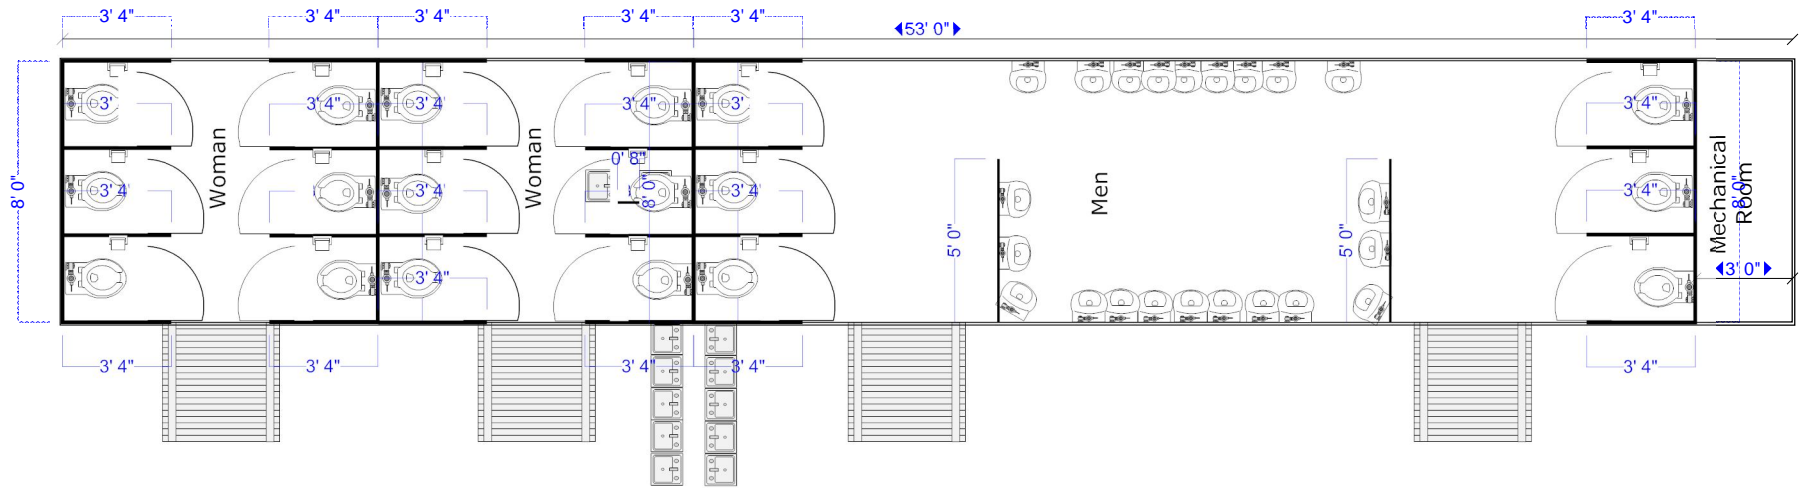 3' 4" 3' 4" 3' 4" 3' 4" 3' 4" 3' 4"
53' 0"
3' 3' 4" 3' 4" 3' 4" 3' 3' 4"
8' 0" Woman Woman Men Mechanical
Room
0' 8"
3' 4' 3' 4" 3' 4' 3' 4"
8' 0" 8' 0"
5' 0" 5' 0"
3' 4" 3' 0"
3' 4" 3' 4" 3' 4" 3' 4" 3' 4"